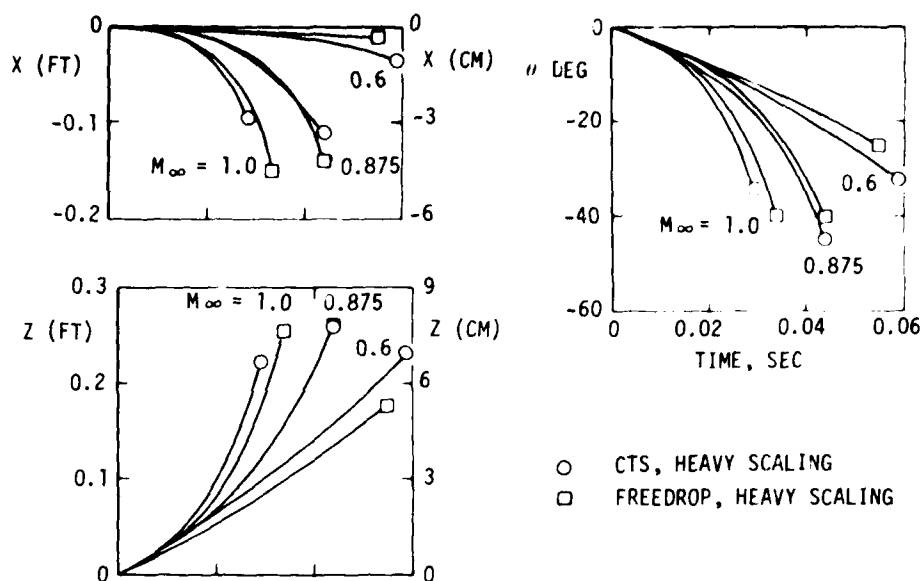 0
X (FT)
-0.1
-0.2
0
X (CM)
-3
-6
0.6
M∞ = 1.0
0.875
0.3
Z (FT)
0.2
0.1
0
M∞ = 1.0 0.875
0.6
9
Z (CM)
6
3
0
0
DEG
-20
-40
-60
0.6
M∞ = 1.0
0.875
0 0.02 0.04 0.06
TIME, SEC
CTS, HEAVY SCALING
FREEDROP, HEAVY SCALING